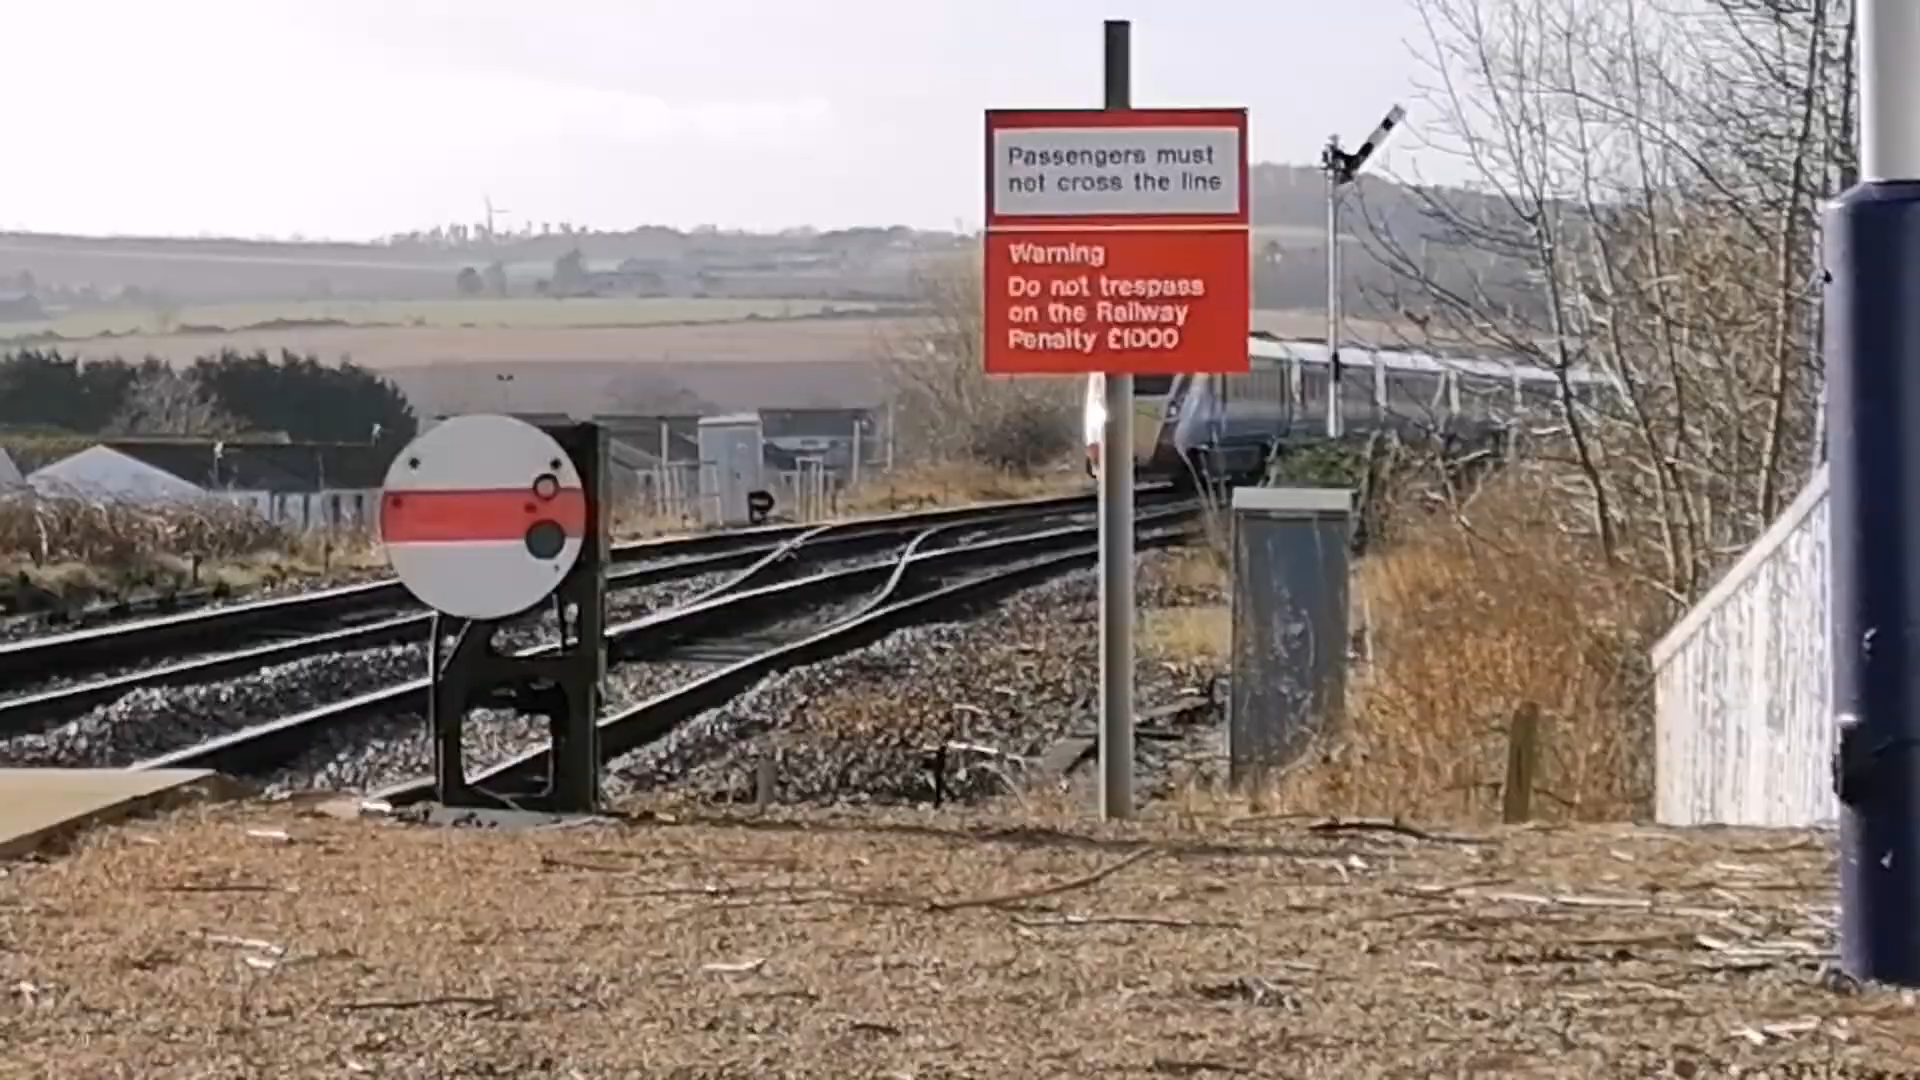 Passengers must
not cross the line
Warning
Do not trespass
on the Railway
Penalty £1000